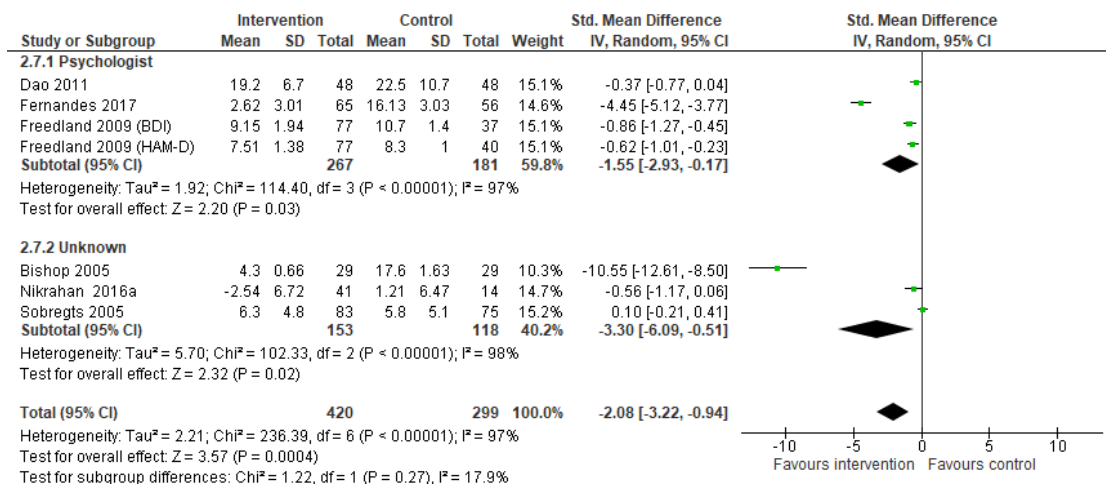 Intervention Control Std. Mean Difference Std. Mean Difference
Study or Subgroup Mean SD Total Mean SD Total Weight IV, Random, 95% CI IV, Random, 95% CI
2.7.1 Psychologist
Dao 2011 19.2 6.7 48 22.5 10.7 48 15.1% -0.37 [-0.77, 0.04]
Fernandes 2017 2.62 3.01 65 16.13 3.03 56 14.6% -4.45 [-5.12, -3.77]
Freedland 2009 (BDI) 9.15 1.94 77 10.7 1.4 37 15.1% -0.86 [-1.27, -0.45]
Freedland 2009 (HAM-D) 7.51 1.38 77 8.3 1 40 15.1% -0.62 [-1.01, -0.23]
Subtotal (95% CI) 267 181 59.8% -1.55 [-2.93, -0.17]
Heterogeneity: Tau² = 1.92; Chi² = 114.40, df = 3 (P < 0.00001); I² = 97%
Test for overall effect: Z = 2.20 (P = 0.03)
2.7.2 Unknown
Bishop 2005 4.3 0.66 29 17.6 1.63 29 10.3% -10.55 [-12.61, -8.50]
Nikrahan 2016a -2.54 6.72 41 1.21 6.47 14 14.7% -0.56 [-1.17, 0.06]
Sobregts 2005 6.3 4.8 83 5.8 5.1 75 15.2% 0.10 [-0.21, 0.41]
Subtotal (95% CI) 153 118 40.2% -3.30 [-6.09, -0.51]
Heterogeneity: Tau² = 5.70; Chi² = 102.33, df = 2 (P < 0.00001); I² = 98%
Test for overall effect: Z = 2.32 (P = 0.02)
Total (95% CI) 420 299 100.0% -2.08 [-3.22, -0.94]
Heterogeneity: Tau² = 2.21; Chi² = 236.39, df = 6 (P < 0.00001); I² = 97%
Test for overall effect: Z = 3.57 (P = 0.0004)
Test for subgroup differences: Chi² = 1.22, df = 1 (P = 0.27), I² = 17.9%
-10 -5 0 5 10
Favours intervention Favours control